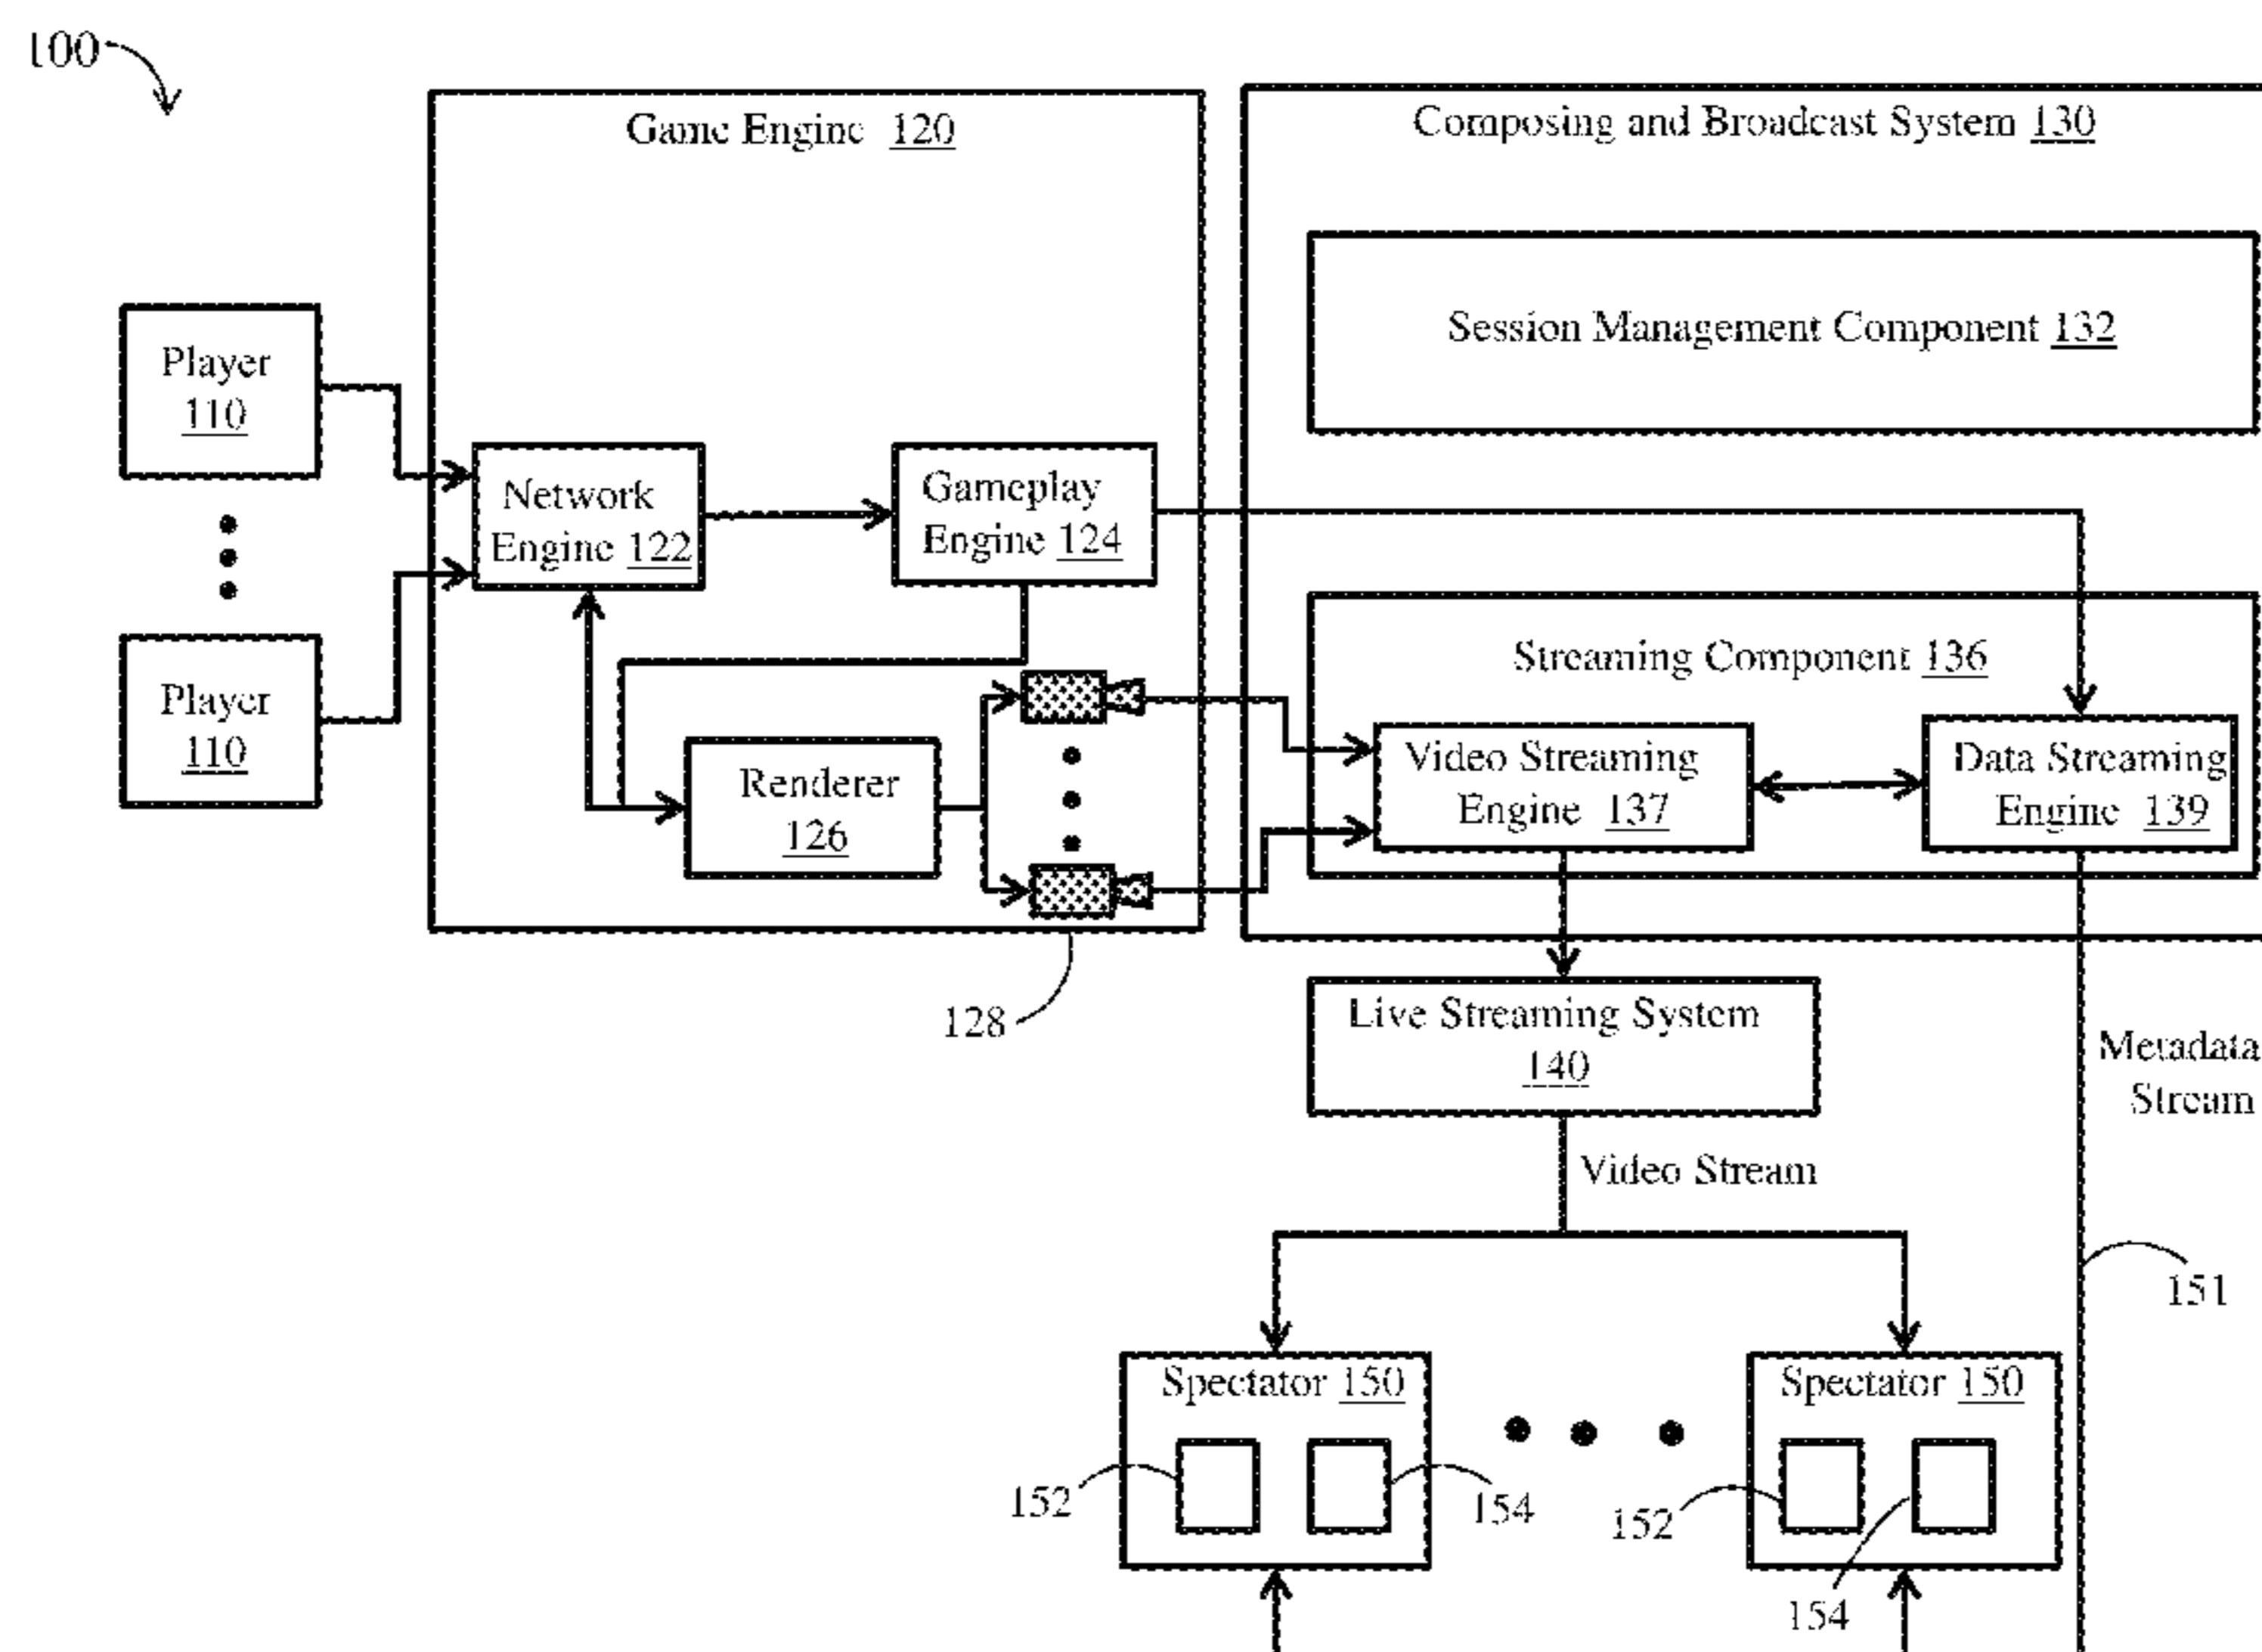 100
Game Engine 120
Composing and Broadcast System 130
Session Management Component 132
Player
110
Network
Engine 122
Gameplay
Engine 124
Streaming Component 136
Player
110
Renderer
126
Video Streaming
Engine 137
Data Streaming
Engine 139
128
Live Streaming System
140
Metadata
Stream
Video Stream
151
Spectator 150
Spectator 150
152
154
152
154